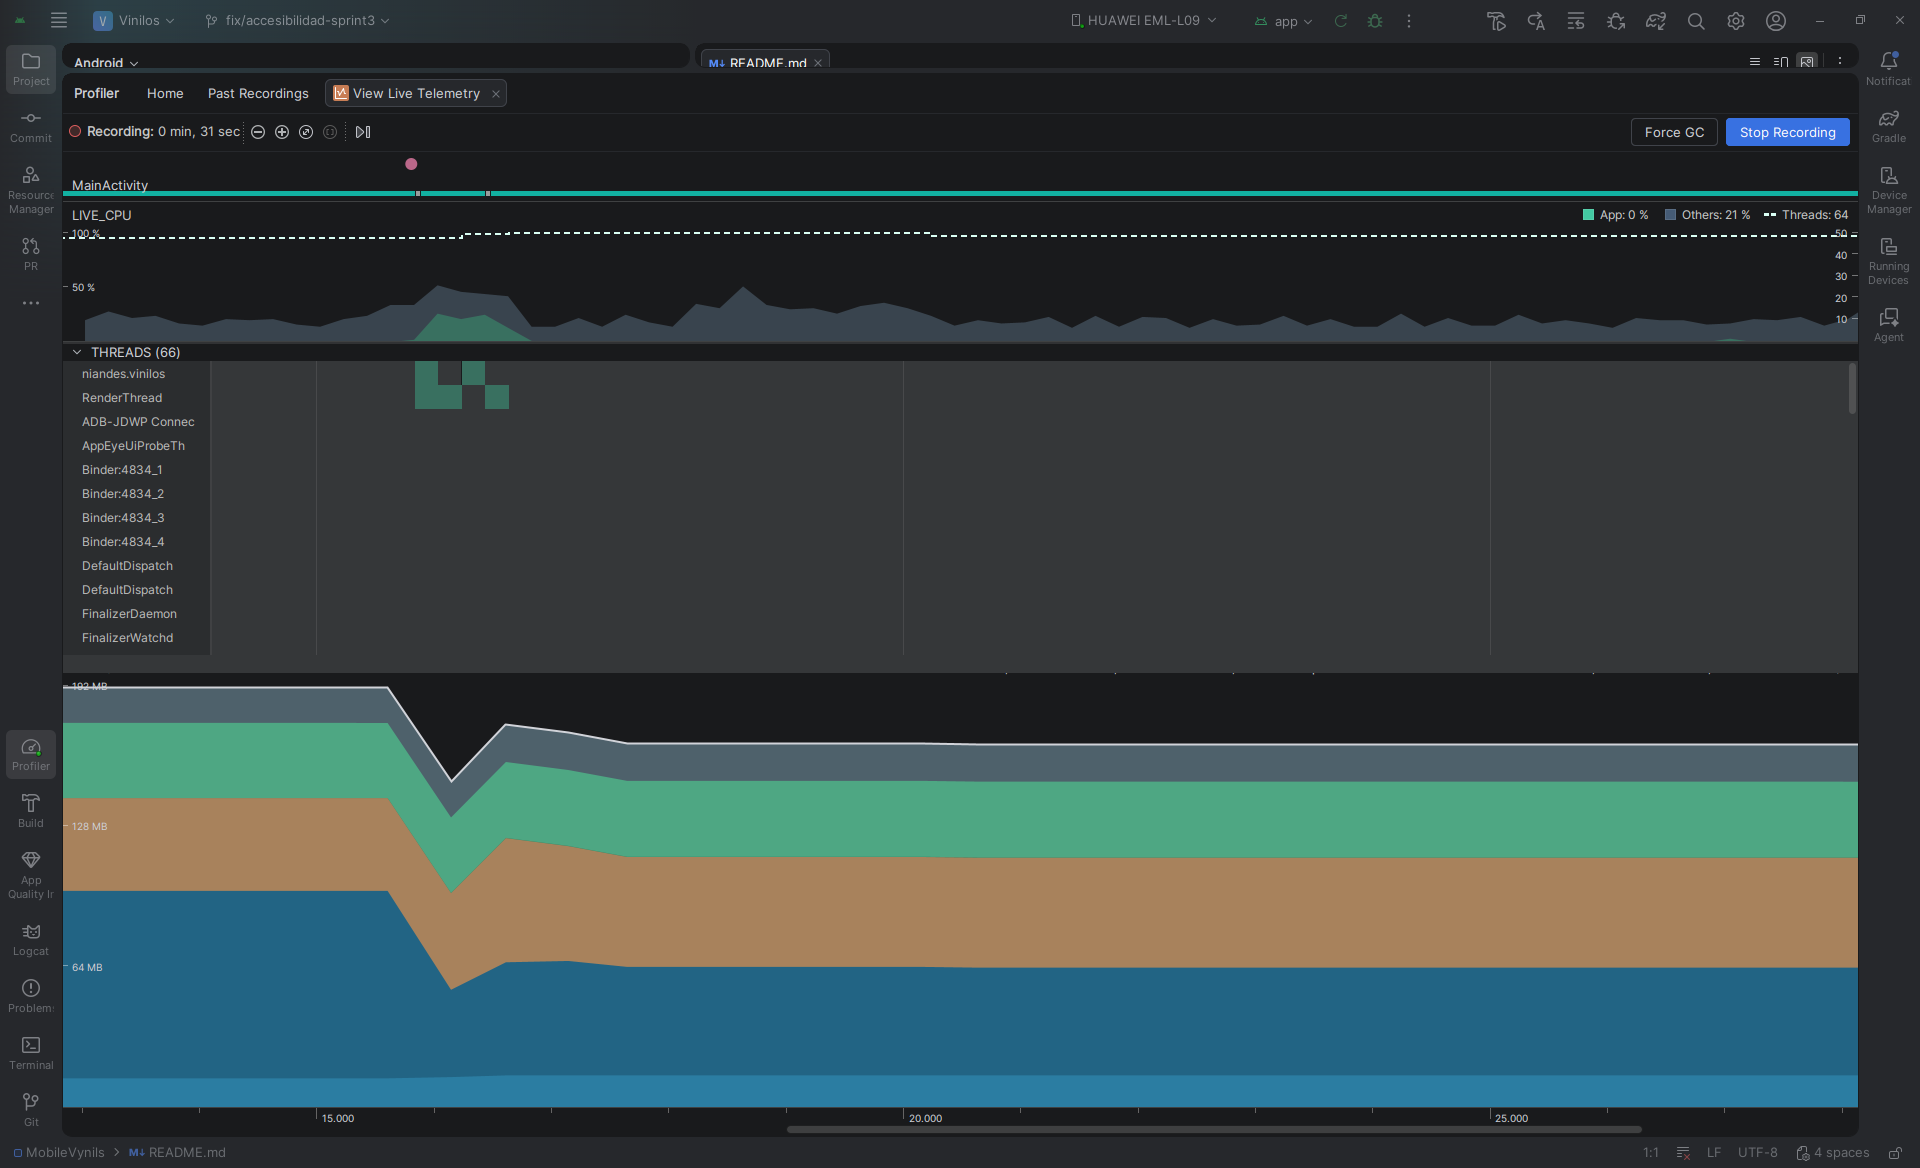 V Vinilos fix/accesibilidad-sprint3 HUAWEI EML-L09 app
Android README.md
Project
Commit
Resource
Manager
PR
Profiler
Build
App
Quality In
Logcat
Problems
Terminal
Git
Profiler Home Past Recordings View Live Telemetry
Recording: 0 min, 31 sec Force GC Stop Recording
MainActivity
LIVE_CPU App: 0 % Others: 21 % Threads: 64
100 % 50
40
50 % 30
20
10
THREADS (66)
niandes.vinilos
RenderThread
ADB-JDWP Connec
AppEyeUiProbeTh
Binder:4834_1
Binder:4834_2
Binder:4834_3
Binder:4834_4
DefaultDispatch
DefaultDispatch
FinalizerDaemon
FinalizerWatchd
192 MB
128 MB
64 MB
15.000 20.000 25.000
Notificat
Gradle
Device
Manager
Running
Devices
Agent
MobileVynils > M↓ README.md 1:1 LF UTF-8 4 spaces